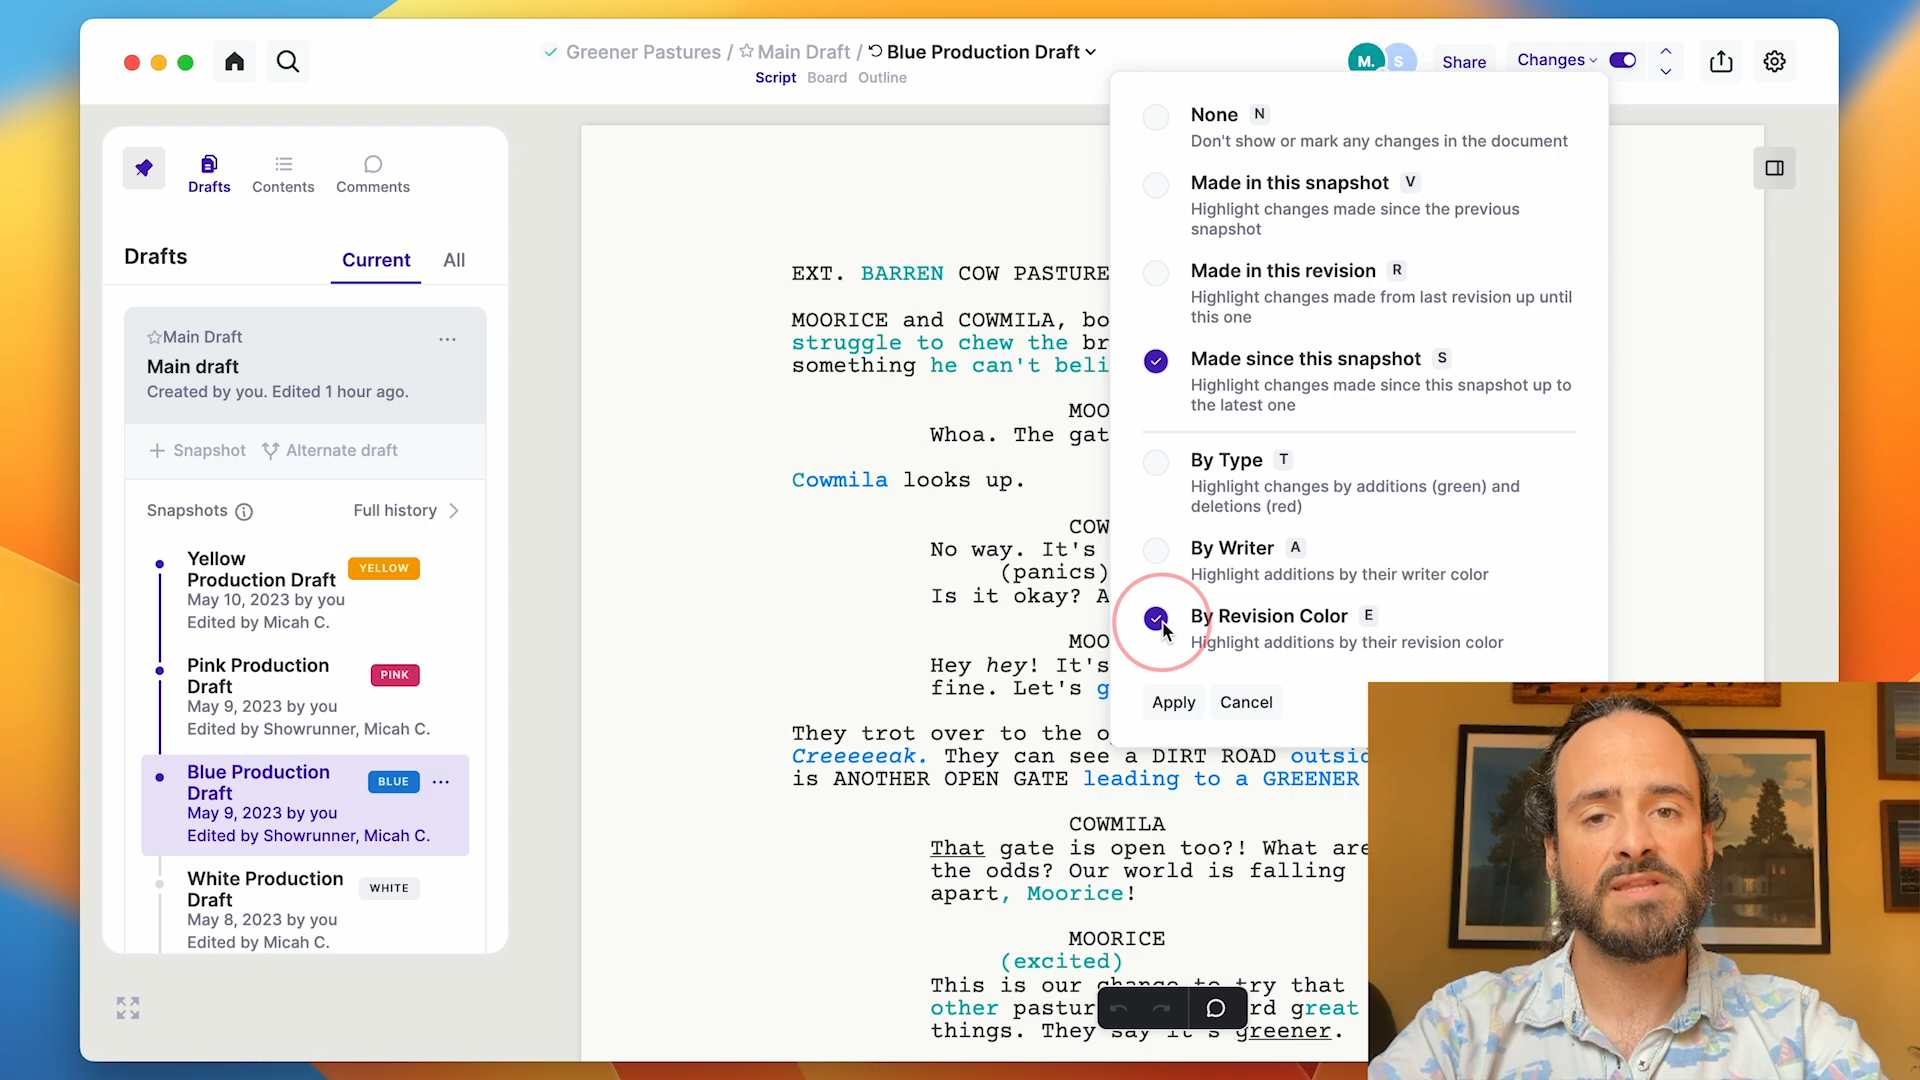 Greener Pastures / Main Draft / Blue Production Draft
Script Board Outline
M. S Share Changes
Drafts Contents Comments
Drafts Current All
Main Draft
Main draft
Created by you. Edited 1 hour ago.
Snapshot Alternate draft
Snapshots Full history
Yellow
Production Draft YELLOW
May 10, 2023 by you
Edited by Micah C.
Pink Production
Draft PINK
May 9, 2023 by you
Edited by Showrunner, Micah C.
Blue Production
Draft BLUE
May 9, 2023 by you
Edited by Showrunner, Micah C.
White Production
Draft WHITE
May 8, 2023 by you
Edited by Micah C.
EXT. BARREN COW PASTURE
MOORICE and COWMILA, bo
struggle to chew the br
something he can't beli
MOO
Whoa. The gat
Cowmila looks up.
COW
No way. It's
(panics)
Is it okay? A
MOO
Hey hey! It's
fine. Let's g
They trot over to the o
Creeeeeak. They can see a DIRT ROAD outsid
is ANOTHER OPEN GATE leading to a GREENER
COWMILA
That gate is open too?! What are
the odds? Our world is falling
apart, Moorice!
MOORICE
(excited)
This is our chance to try that
other pastur rd great
things. They say it's greener.
None N
Don't show or mark any changes in the document
Made in this snapshot V
Highlight changes made since the previous
snapshot
Made in this revision R
Highlight changes made from last revision up until
this one
Made since this snapshot S
Highlight changes made since this snapshot up to
the latest one
By Type T
Highlight changes by additions (green) and
deletions (red)
By Writer A
Highlight additions by their writer color
By Revision Color E
Highlight additions by their revision color
Apply Cancel